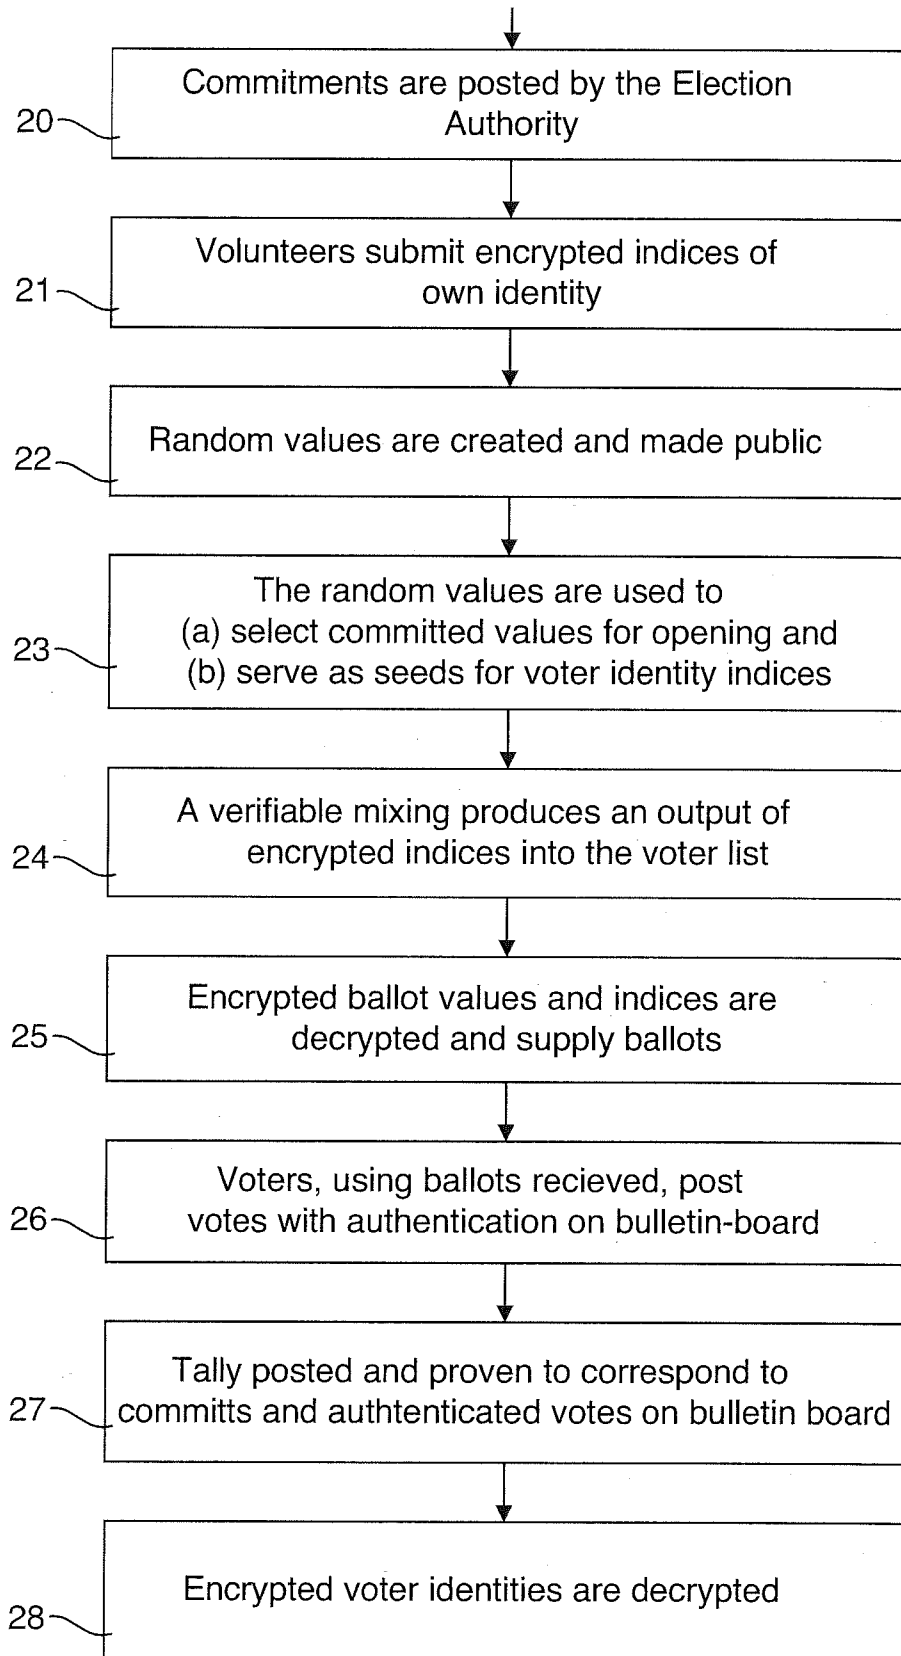 Commitments are posted by the Election
Authority
20
Volunteers submit encrypted indices of
own identity
21
Random values are created and made public
22
The random values are used to
(a) select committed values for opening and
(b) serve as seeds for voter identity indices
23
A verifiable mixing produces an output of
encrypted indices into the voter list
24
Encrypted ballot values and indices are
decrypted and supply ballots
25
Voters, using ballots recieved, post
votes with authentication on bulletin-board
26
Tally posted and proven to correspond to
committs and authtenticated votes on bulletin board
27
Encrypted voter identities are decrypted
28